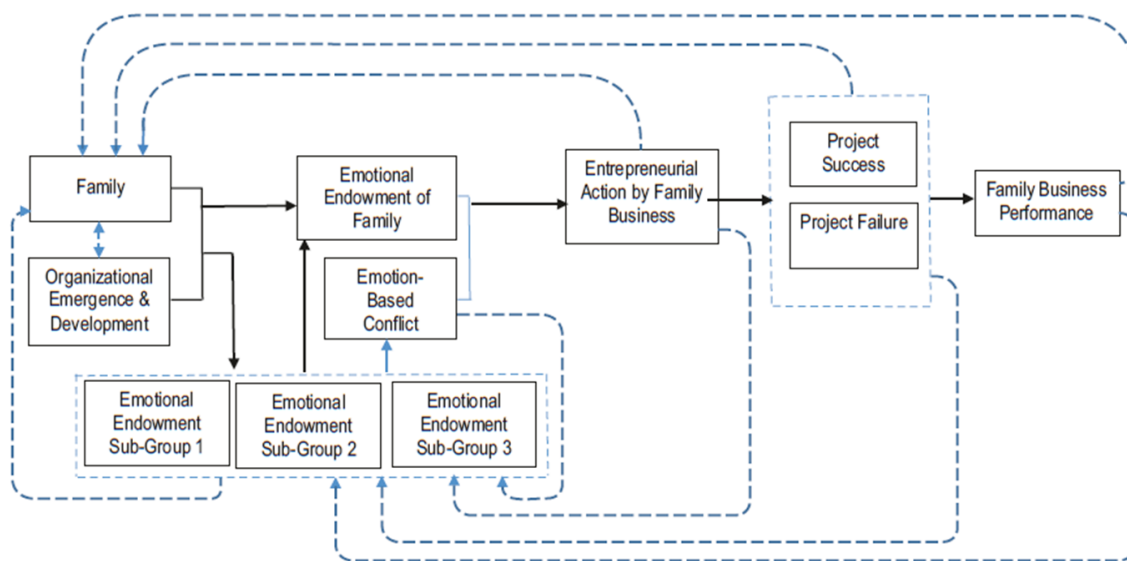 Family
Organizational
Emergence &
Development
Emotional
Endowment of
Family
Emotion-
Based
Conflict
Emotional
Endowment
Sub-Group 1
Emotional
Endowment
Sub-Group 2
Emotional
Endowment
Sub-Group 3
Entrepreneurial
Action by Family
Business
Project
Success
Project Failure
Family Business
Performance